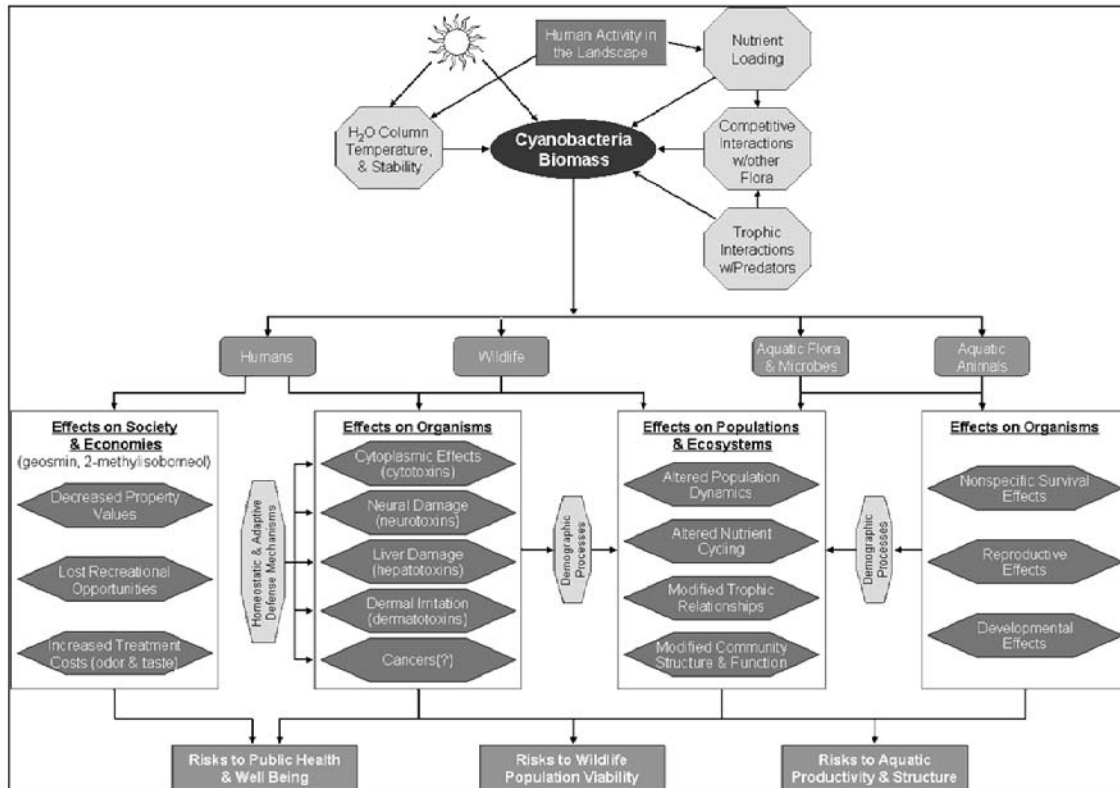 Human Activity in
the Landscape
Nutrient
Loading
H2O Column
Temperature,
& Stability
Cyanobacteria
Biomass
Competitive
Interactions
w/other
Flora
Trophic
Interactions
w/Predators
Humans
Wildlife
Aquatic Flora
& Microbes
Aquatic
Animals
Effects on Society
& Economies
(geosmin, 2-methylisoborneol)
Decreased Property
Values
Lost Recreational
Opportunities
Increased Treatment
Costs (odor & taste)
Homeostatic & Adaptive
Defense Mechanisms
Effects on Organisms
Cytoplasmic Effects
(cytotoxins)
Neural Damage
(neurotoxins)
Liver Damage
(hepatotoxins)
Dermal Irritation
(dermatotoxins)
Cancers(?)
Demographic
Processes
Effects on Populations
& Ecosystems
Altered Population
Dynamics
Altered Nutrient
Cycling
Modified Trophic
Relationships
Modified Community
Structure & Function
Demographic
Processes
Effects on Organisms
Nonspecific Survival
Effects
Reproductive
Effects
Developmental
Effects
Risks to Public Health
& Well Being
Risks to Wildlife
Population Viability
Risks to Aquatic
Productivity & Structure